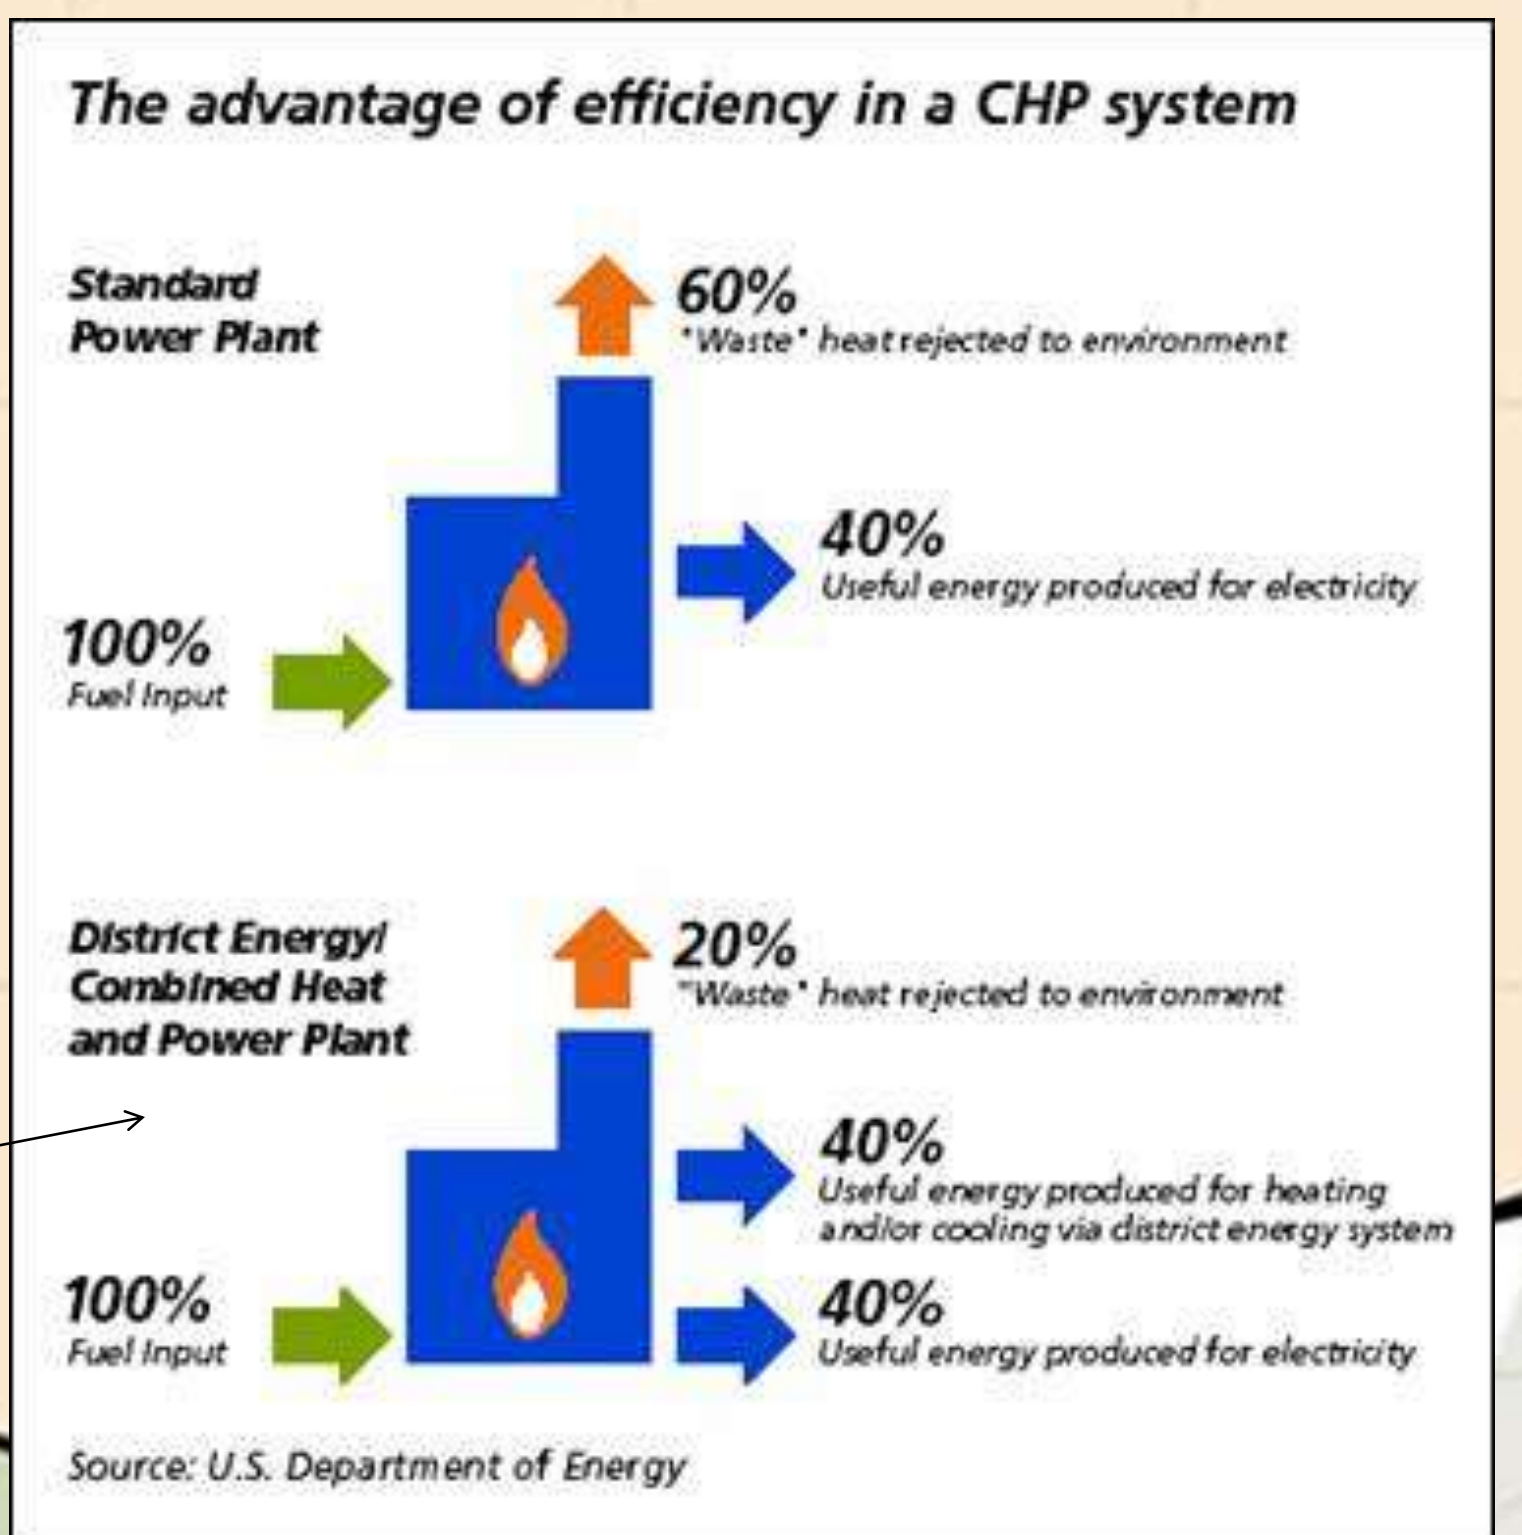 The advantage of efficiency in a CHP system
Standard
Power Plant
60%
"Waste" heat rejected to environment
40%
Useful energy produced for electricity
100%
Fuel Input
District Energy/
Combined Heat
and Power Plant
20%
"Waste" heat rejected to environment
40%
Useful energy produced for heating
and/or cooling via district energy system
100%
Fuel Input
40%
Useful energy produced for electricity
Source: U.S. Department of Energy